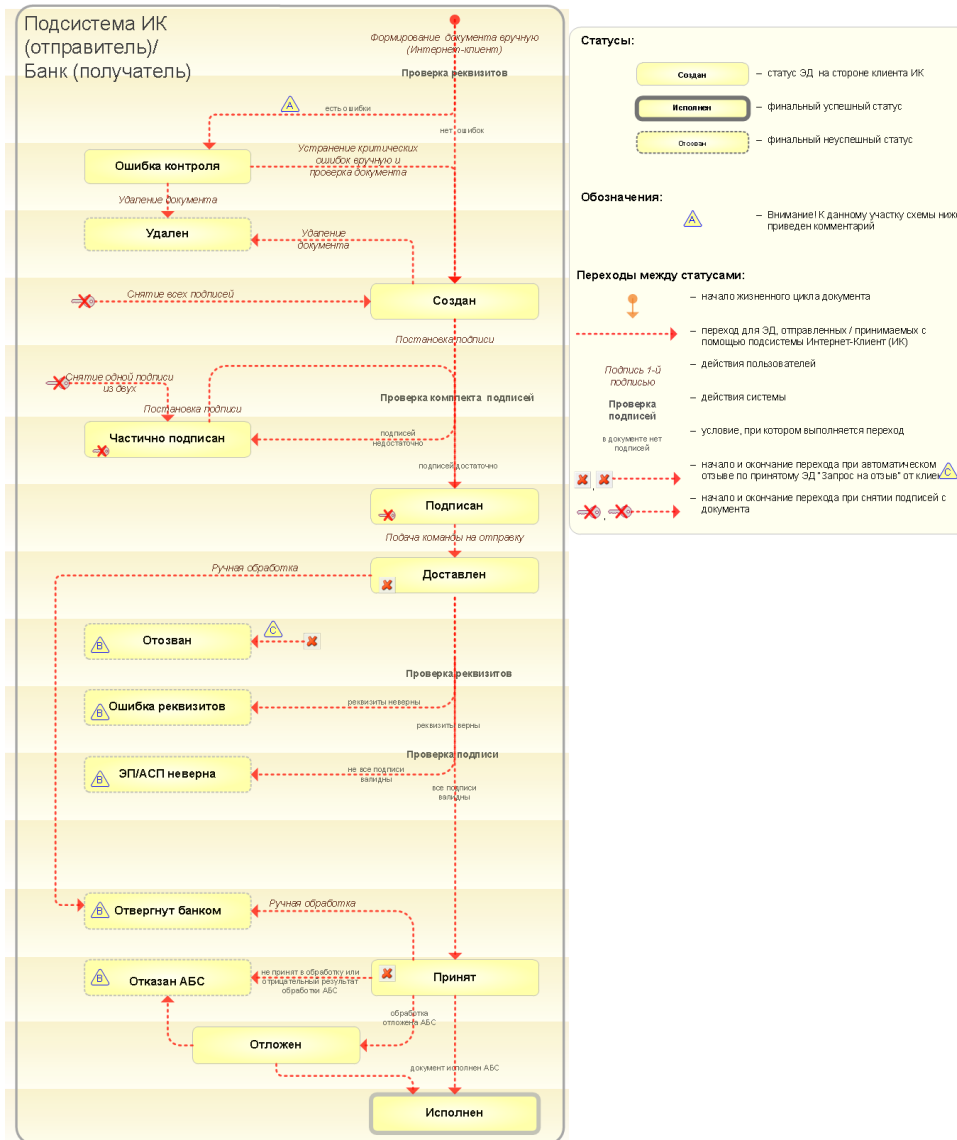 Подсистема ИК
(отправитель)/
Банк (получатель)
Формирование документа вручную
(Интернет-клиент)
Проверка реквизитов
A
есть ошибки
нет ошибок
Ошибка контроля
Устранение критических
ошибок вручную и
проверка документа
Удаление документа
Удален
Удаление
документа
Снятие всех подписей
Создан
Постановка подписи
Снятие одной подписи
из двух
Постановка подписи
Проверка комплекта подписей
Частично подписан
подписей
недостаточно
подписей достаточно
Подписан
Подача команды на отправку
Ручная обработка
Доставлен
B
Отозван
C
Проверка реквизитов
B
Ошибка реквизитов
реквизиты неверны
реквизиты верны
Проверка подписи
B
ЭП/АСП неверна
не все подписи
валидны
все подписи
валидны
B
Отвергнут банком
Ручная обработка
B
Отказан АБС
не принят в обработку или
отрицательный результат
обработки АБС
Принят
обработка
отложена АБС
Отложен
документ исполнен АБС
Исполнен
Статусы:
Создан
– статус ЭД на стороне клиента ИК
Исполнен
– финальный успешный статус
Отозван
– финальный неуспешный статус
Обозначения:
A
– Внимание! К данному участку схемы ниже
приведен комментарий
Переходы между статусами:
– начало жизненного цикла документа
– переход для ЭД, отправленных / принимаемых с
помощью подсистемы Интернет-Клиент (ИК)
Подпись 1-й
подписью
– действия пользователей
Проверка
подписей
– действия системы
в документе нет
подписей
– условие, при котором выполняется переход
– начало и окончание перехода при автоматическом
отзыве по принятому ЭД "Запрос на отзыв" от клиента
C
– начало и окончание перехода при снятии подписей с
документа